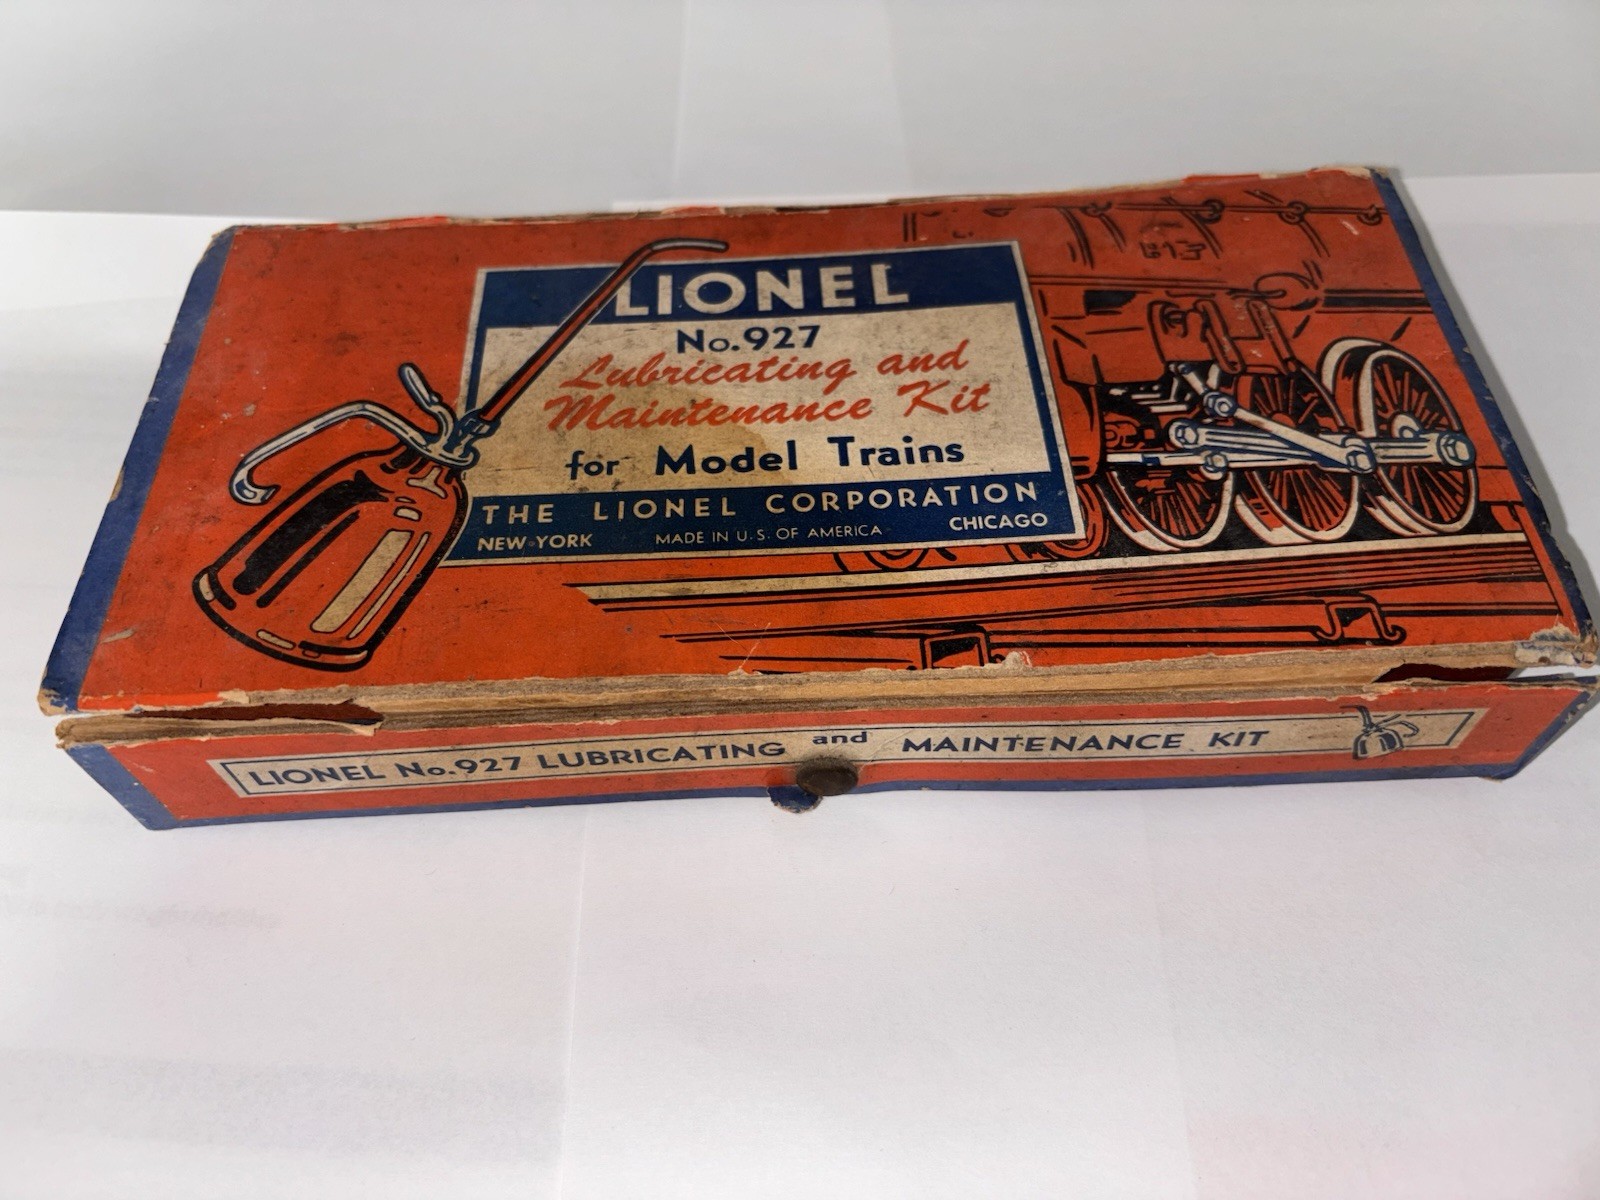 LIONEL
No.927
Lubricating and
Maintenance Kit
for Model Trains
THE LIONEL CORPORATION
NEW YORK MADE IN U.S. OF AMERICA CHICAGO
LIONEL No.927 LUBRICATING and MAINTENANCE KIT